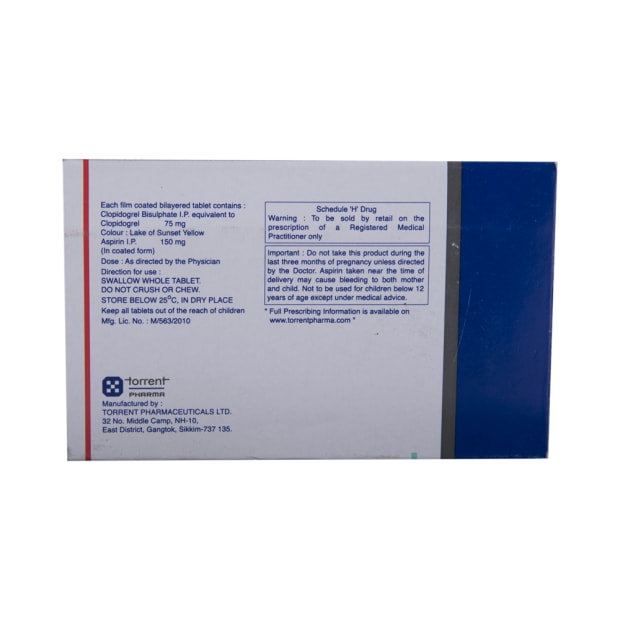 Each film coated bilayered tablet contains :
Clopidogrel Bisulphate I.P. equivalent to
Clopidogrel 75 mg
Colour : Lake of Sunset Yellow
Aspirin I.P. 150 mg
(In coated form)
Dose : As directed by the Physician
Direction for use :
SWALLOW WHOLE TABLET.
DO NOT CRUSH OR CHEW.
STORE BELOW 25°C, IN DRY PLACE
Keep all tablets out of the reach of children
Mfg. Lic. No. : M/563/2010
torrent
PHARMA
Manufactured by :
TORRENT PHARMACEUTICALS LTD.
32 No. Middle Camp, NH-10,
East District, Gangtok, Sikkim-737 135.
Schedule 'H' Drug
Warning : To be sold by retail on the
prescription of a Registered Medical
Practitioner only
Important : Do not take this product during the
last three months of pregnancy unless directed
by the Doctor. Aspirin taken near the time of
delivery may cause bleeding to both mother
and child. Not to be used for children below 12
years of age except under medical advice.
" Full Prescribing Information is available on
www.torrentpharma.com "